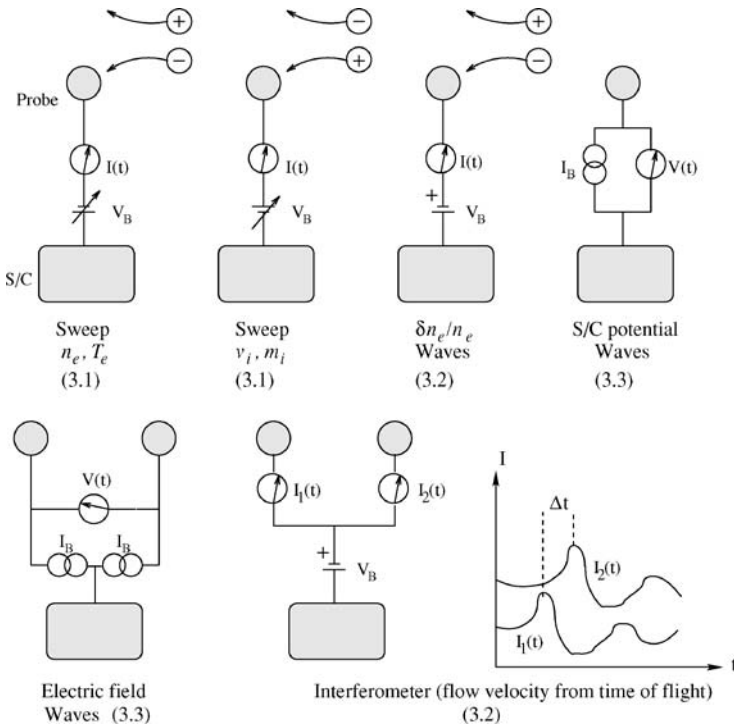 +
−
Probe
I(t)
V_B
S/C
Sweep
n_e, T_e
(3.1)
−
+
I(t)
V_B
Sweep
v_i, m_i
(3.1)
+
−
I(t)
+
V_B
δn_e/n_e
Waves
(3.2)
I_B
V(t)
S/C potential
Waves
(3.3)
V(t)
I_B I_B
Electric field
Waves (3.3)
I_1(t)
I_2(t)
+
V_B
I
Δt
I_2(t)
I_1(t)
t
Interferometer (flow velocity from time of flight)
(3.2)